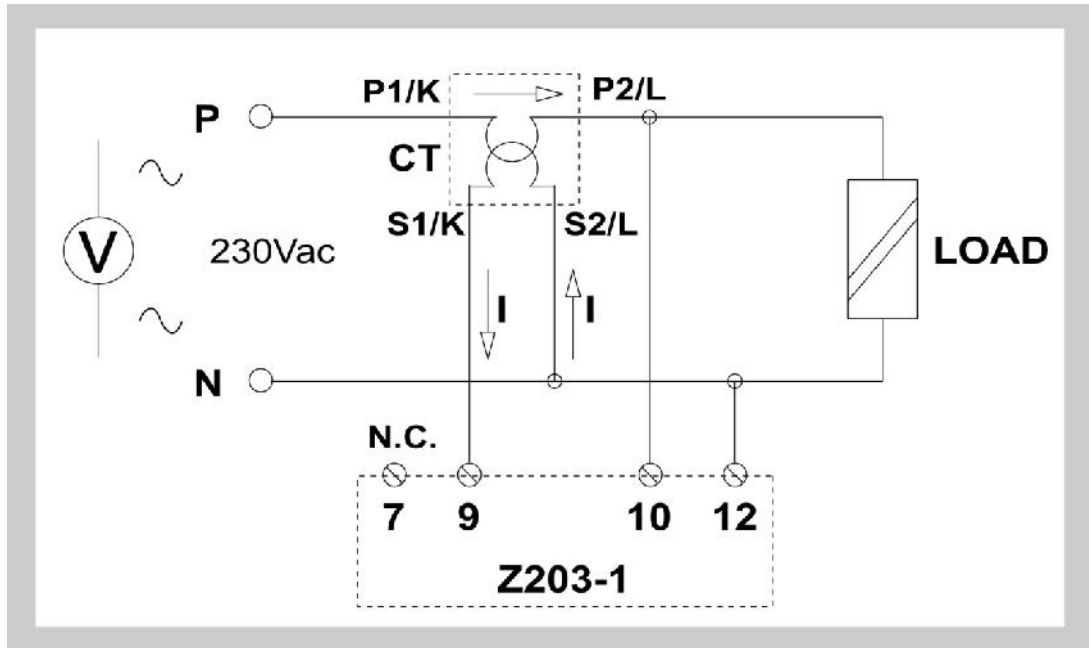 P1/K
P2/L
P
CT
S1/K
S2/L
V
230Vac
LOAD
I
I
N
N.C.
7
9
10
12
Z203-1